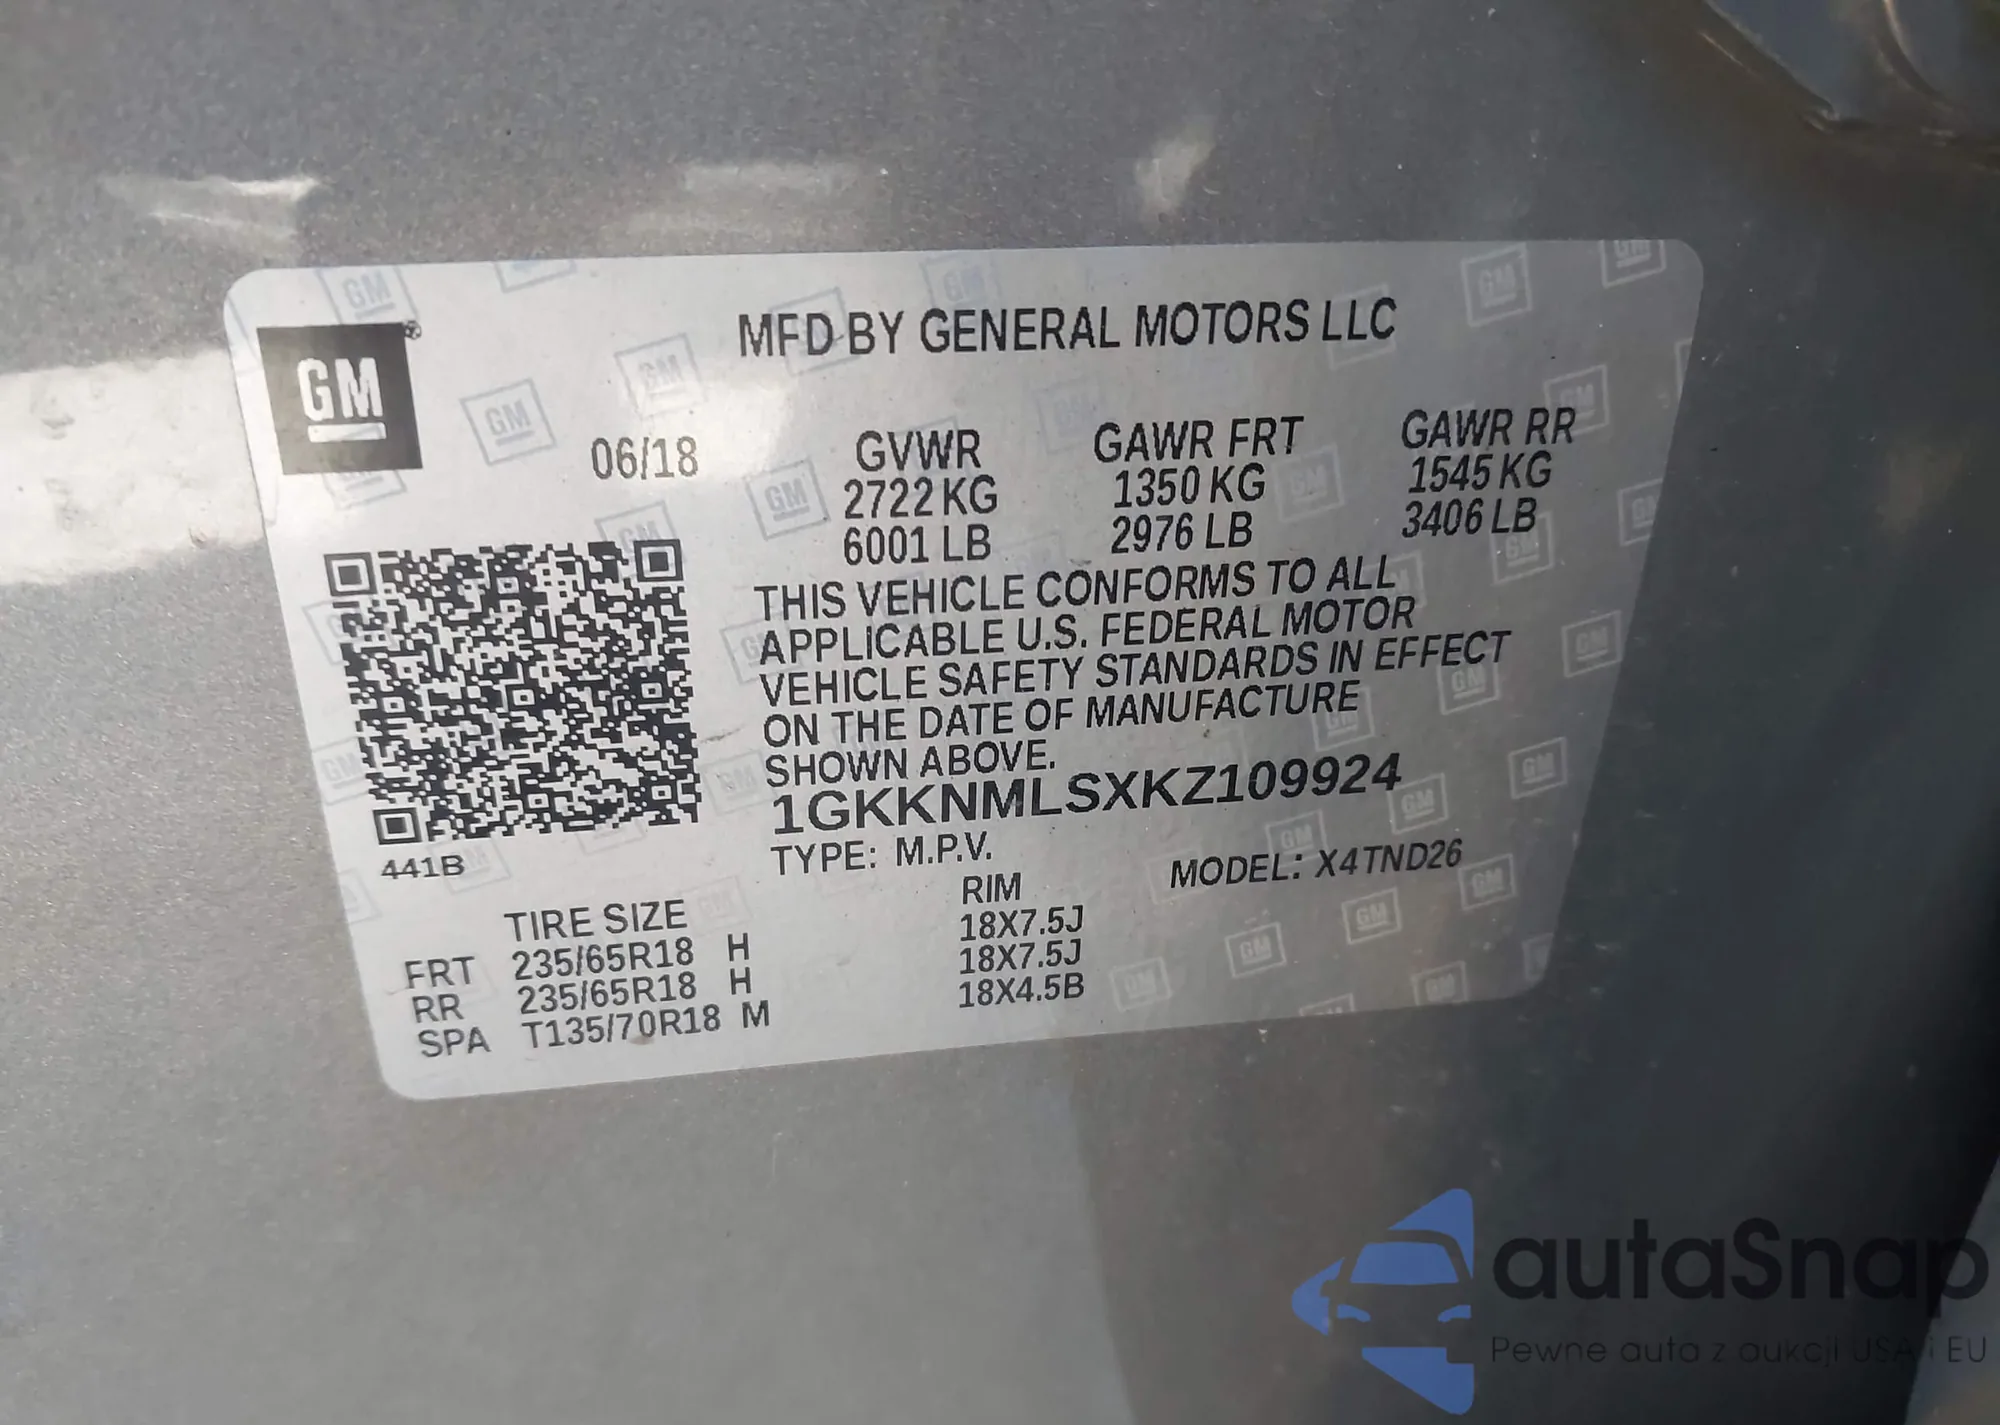 MFD BY GENERAL MOTORS LLC
GM
®
06/18
GVWR GAWR FRT GAWR RR
2722 KG 1350 KG 1545 KG
6001 LB 2976 LB 3406 LB
THIS VEHICLE CONFORMS TO ALL
APPLICABLE U.S. FEDERAL MOTOR
VEHICLE SAFETY STANDARDS IN EFFECT
ON THE DATE OF MANUFACTURE
SHOWN ABOVE.
1GKKNMLSXKZ109924
441B
TYPE: M.P.V. MODEL: X4TND26
TIRE SIZE RIM
FRT 235/65R18 H 18X7.5J
RR 235/65R18 H 18X7.5J
SPA T135/70R18 M 18X4.5B
autaSnap
Pewne auta z aukcji USA i EU